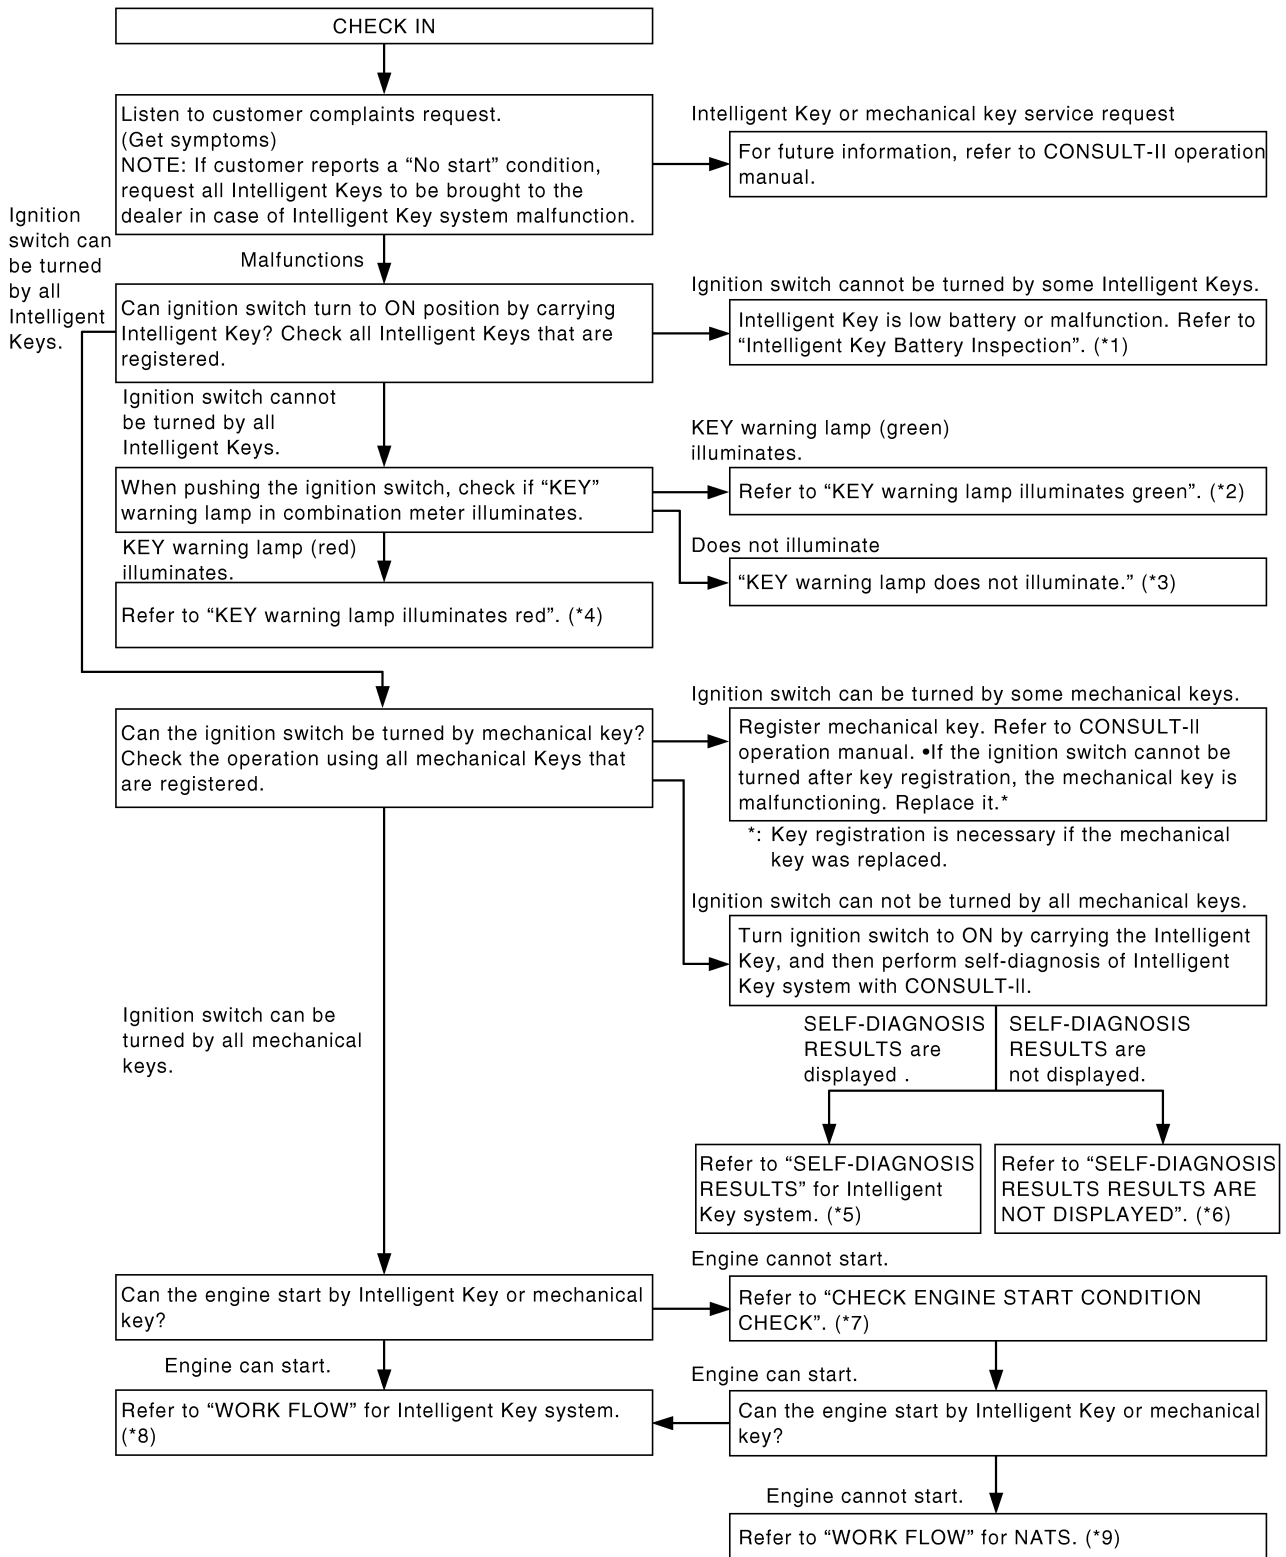 CHECK IN
Listen to customer complaints request.
(Get symptoms)
NOTE: If customer reports a “No start” condition,
request all Intelligent Keys to be brought to the
dealer in case of Intelligent Key system malfunction.
Intelligent Key or mechanical key service request
For future information, refer to CONSULT-II operation
manual.
Ignition
switch can
be turned
by all
Intelligent
Keys.
Malfunctions
Can ignition switch turn to ON position by carrying
Intelligent Key? Check all Intelligent Keys that are
registered.
Ignition switch cannot be turned by some Intelligent Keys.
Intelligent Key is low battery or malfunction. Refer to
“Intelligent Key Battery Inspection”. (*1)
Ignition switch cannot
be turned by all
Intelligent Keys.
When pushing the ignition switch, check if “KEY”
warning lamp in combination meter illuminates.
KEY warning lamp (green)
illuminates.
Refer to “KEY warning lamp illuminates green”. (*2)
Does not illuminate
“KEY warning lamp does not illuminate.” (*3)
KEY warning lamp (red)
illuminates.
Refer to “KEY warning lamp illuminates red”. (*4)
Can the ignition switch be turned by mechanical key?
Check the operation using all mechanical Keys that
are registered.
Ignition switch can be turned by some mechanical keys.
Register mechanical key. Refer to CONSULT-II
operation manual. •If the ignition switch cannot be
turned after key registration, the mechanical key is
malfunctioning. Replace it.*
*: Key registration is necessary if the mechanical
key was replaced.
Ignition switch can not be turned by all mechanical keys.
Turn ignition switch to ON by carrying the Intelligent
Key, and then perform self-diagnosis of Intelligent
Key system with CONSULT-II.
SELF-DIAGNOSIS
RESULTS are
displayed .
SELF-DIAGNOSIS
RESULTS are
not displayed.
Refer to “SELF-DIAGNOSIS
RESULTS” for Intelligent
Key system. (*5)
Refer to “SELF-DIAGNOSIS
RESULTS RESULTS ARE
NOT DISPLAYED”. (*6)
Ignition switch can be
turned by all mechanical
keys.
Can the engine start by Intelligent Key or mechanical
key?
Engine cannot start.
Refer to “CHECK ENGINE START CONDITION
CHECK”. (*7)
Engine can start.
Refer to “WORK FLOW” for Intelligent Key system.
(*8)
Engine can start.
Can the engine start by Intelligent Key or mechanical
key?
Engine cannot start.
Refer to “WORK FLOW” for NATS. (*9)